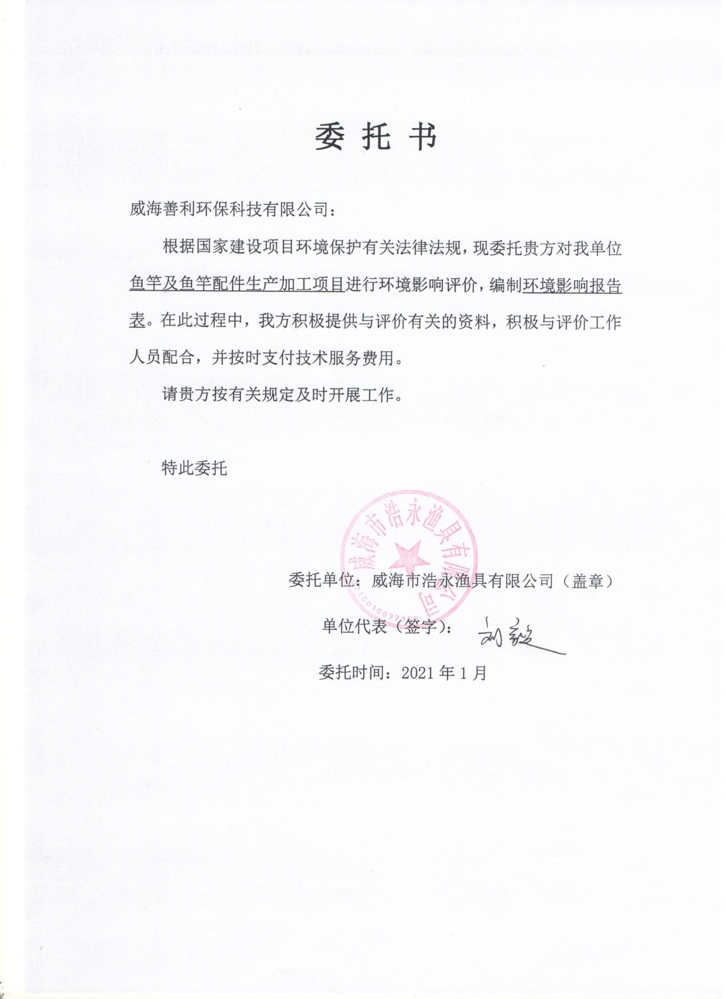 委托书
威海善利环保科技有限公司：
根据国家建设项目环境保护有关法律法规，现委托贵方对我单位
鱼竿及鱼竿配件生产加工项目进行环境影响评价，编制环境影响报告
表。在此过程中，我方积极提供与评价有关的资料，积极与评价工作
人员配合，并按时支付技术服务费用。
请贵方按有关规定及时开展工作。
特此委托
威海市浩永渔具有限公司
委托单位：威海市浩永渔具有限公司（盖章）
单位代表（签字）： 刘毅
委托时间：2021 年 1 月